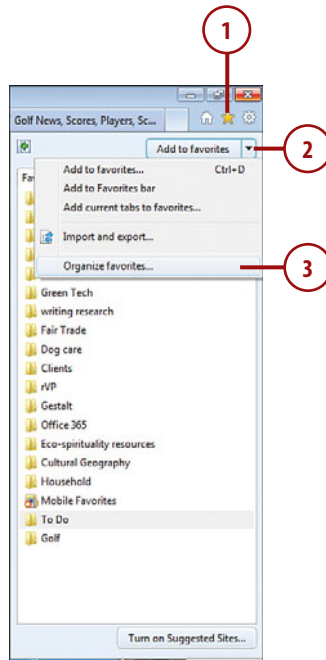 1
Golf News, Scores, Players, Sc...
Add to favorites
2
Fa
Add to favorites... Ctrl+D
Add to Favorites bar
Add current tabs to favorites...
Import and export...
Organize favorites...
3
Green Tech
writing research
Fair Trade
Dog care
Clients
rVP
Gestalt
Office 365
Eco-spirituality resources
Cultural Geography
Household
Mobile Favorites
To Do
Golf
Turn on Suggested Sites...